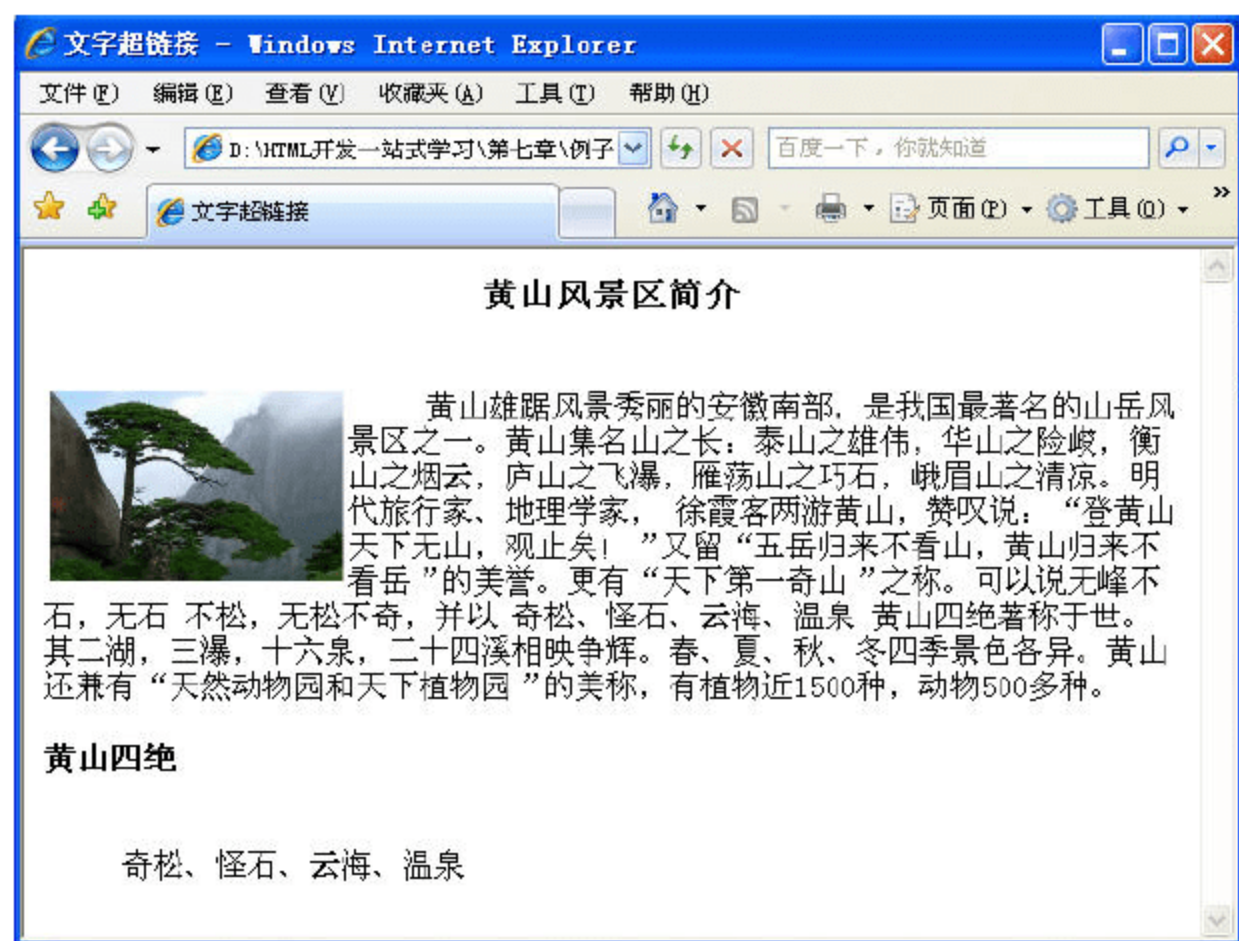 文字超链接 - Windows Internet Explorer
文件(F) 编辑(E) 查看(V) 收藏夹(A) 工具(T) 帮助(H)
D:\HTML开发一站式学习\第七章\例子 百度一下，你就知道
文字超链接 页面(P) 工具(O) »
黄山风景区简介
黄山雄踞风景秀丽的安徽南部，是我国最著名的山岳风
景区之一。黄山集名山之长：泰山之雄伟，华山之险峻，衡
山之烟云，庐山之飞瀑，雁荡山之巧石，峨眉山之清凉。明
代旅行家、地理学家， 徐霞客两游黄山，赞叹说：“登黄山
天下无山，观止矣！”又留“五岳归来不看山，黄山归来不
看岳”的美誉。更有“天下第一奇山”之称。可以说无峰不
石，无石 不松，无松不奇，并以 奇松、怪石、云海、温泉 黄山四绝著称于世。
其二湖，三瀑，十六泉，二十四溪相映争辉。春、夏、秋、冬四季景色各异。黄山
还兼有“天然动物园和天下植物园”的美称，有植物近1500种，动物500多种。
黄山四绝
奇松、怪石、云海、温泉